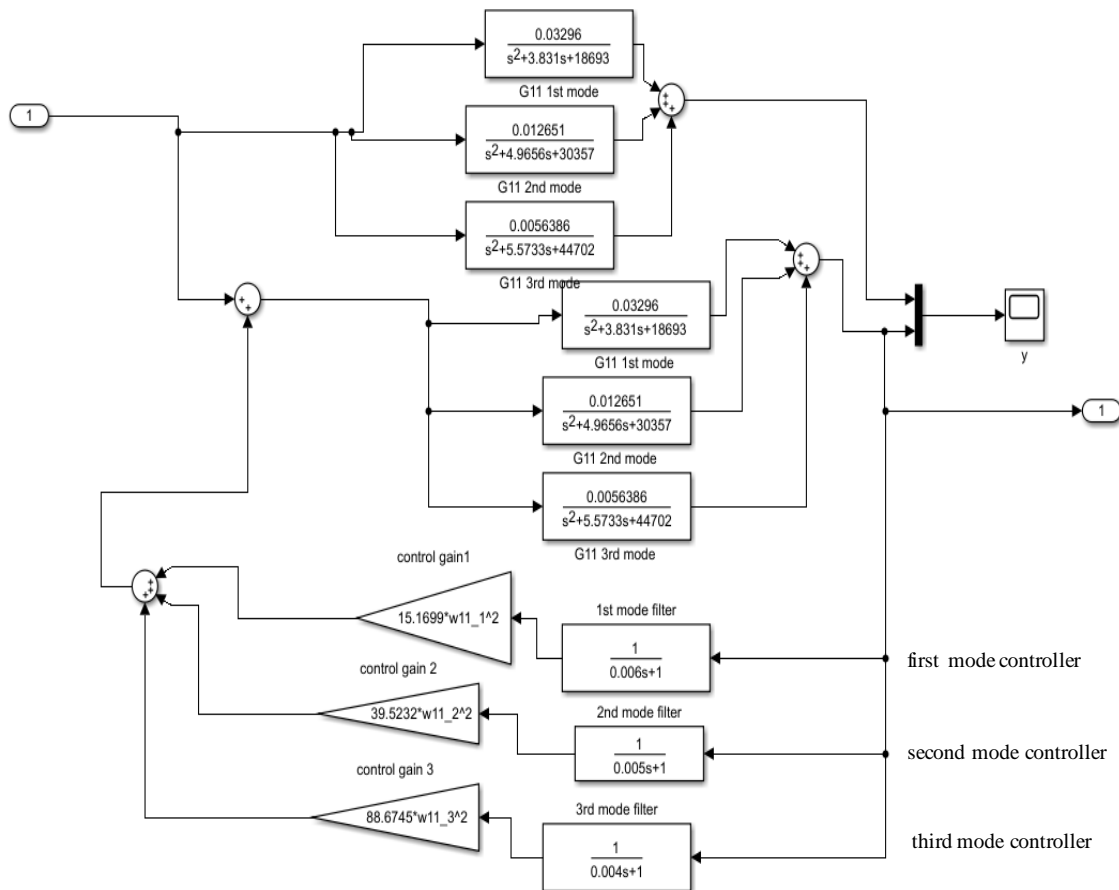 1
0.03296
s²+3.831s+18693
G11 1st mode
0.012651
s²+4.9656s+30357
G11 2nd mode
0.0056386
s²+5.5733s+44702
G11 3rd mode
0.03296
s²+3.831s+18693
G11 1st mode
y
0.012651
s²+4.9656s+30357
G11 2nd mode
1
0.0056386
s²+5.5733s+44702
G11 3rd mode
control gain1
15.1699*w11_1^2
1st mode filter
1
0.006s+1
first mode controller
control gain 2
39.5232*w11_2^2
2nd mode filter
1
0.005s+1
second mode controller
control gain 3
88.6745*w11_3^2
3rd mode filter
1
0.004s+1
third mode controller